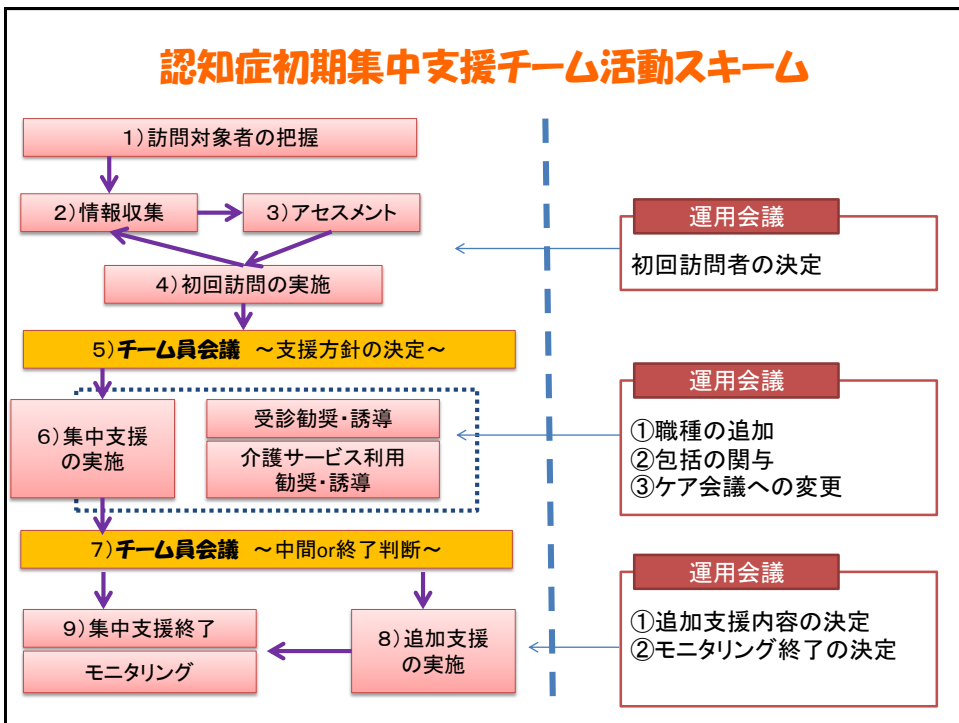 認知症初期集中支援チーム活動スキーム
1)訪問対象者の把握
2)情報収集
3)アセスメント
4)初回訪問の実施
5)チーム員会議 ～支援方針の決定～
6)集中支援
の実施
受診勧奨・誘導
介護サービス利用
勧奨・誘導
7)チーム員会議 ～中間or終了判断～
9)集中支援終了
モニタリング
8)追加支援
の実施
運用会議
初回訪問者の決定
運用会議
①職種の追加
②包括の関与
③ケア会議への変更
運用会議
①追加支援内容の決定
②モニタリング終了の決定